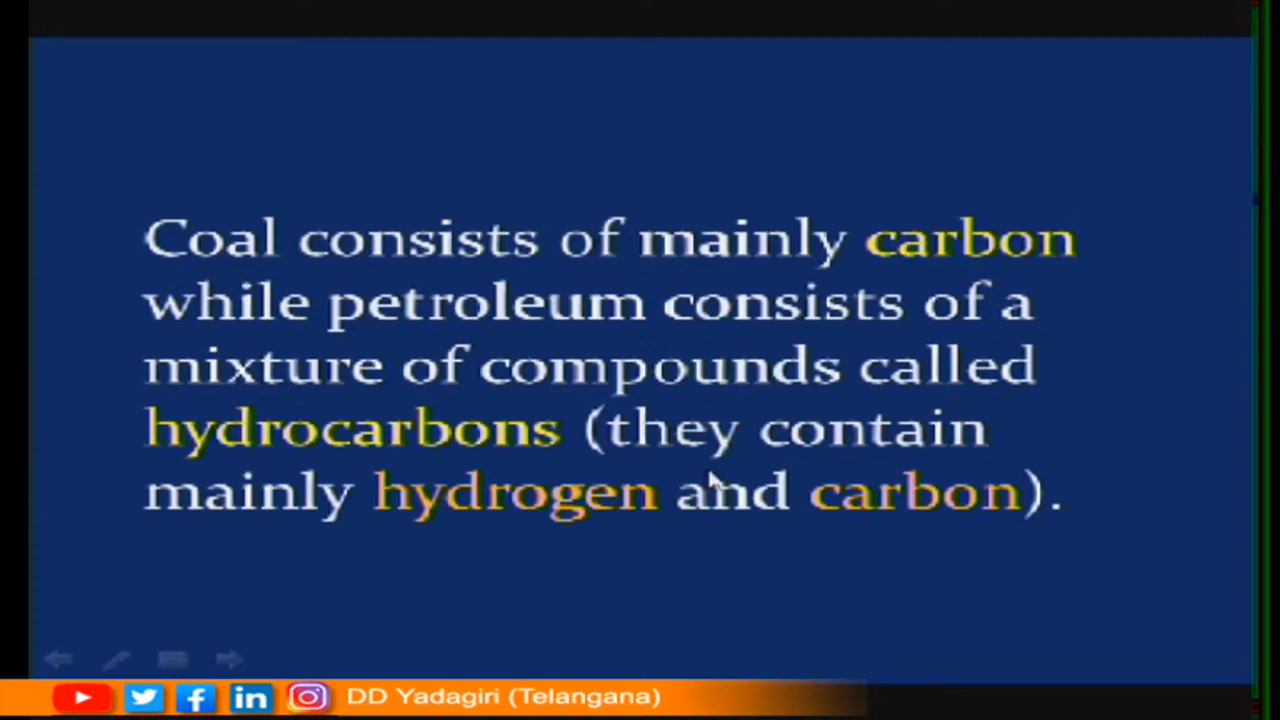 Coal consists of mainly carbon
while petroleum consists of a
mixture of compounds called
hydrocarbons (they contain
mainly hydrogen and carbon).
DD Yadagiri (Telangana)